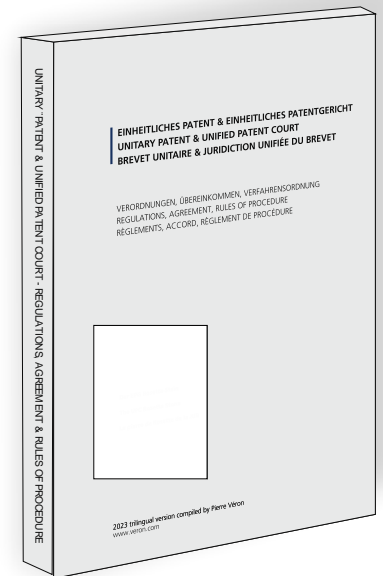 UNITARY "PATENT & UNIFIED PATENT COURT - REGULATIONS, AGREEMENT & RULES OF PROCEDURE
EINHEITLICHES PATENT & EINHEITLICHES PATENTGERICHT
UNITARY PATENT & UNIFIED PATENT COURT
BREVET UNITAIRE & JURIDICTION UNIFIÉE DU BREVET
VERORDNUNGEN, ÜBEREINKOMMEN, VERFAHRENSORDNUNG
REGULATIONS, AGREEMENT, RULES OF PROCEDURE
RÈGLEMENTS, ACCORD, RÈGLEMENT DE PROCÉDURE
2023 trilingual version compiled by Pierre Véron
www.veron.com